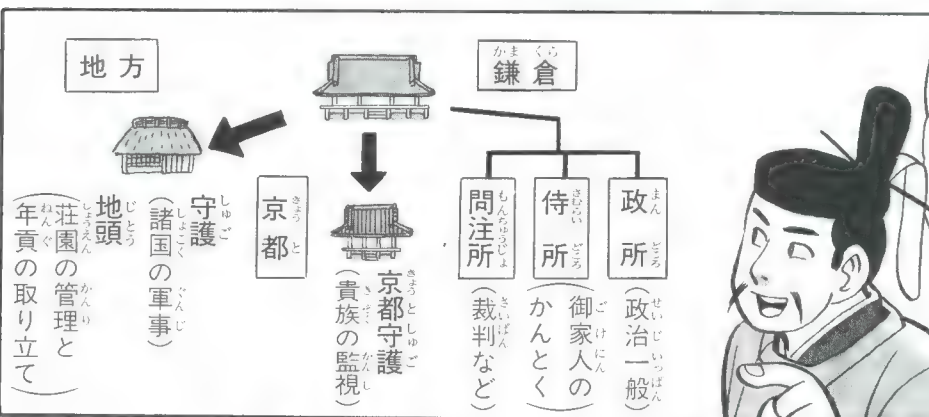 鎌倉
政所
（政治一般）
侍所
（御家人の
かんとく）
問注所
（裁判など）
京都
京都守護
（貴族の監視）
地方
守護
（諸国の軍事）
地頭
（荘園の管理と
年貢の取り立て）